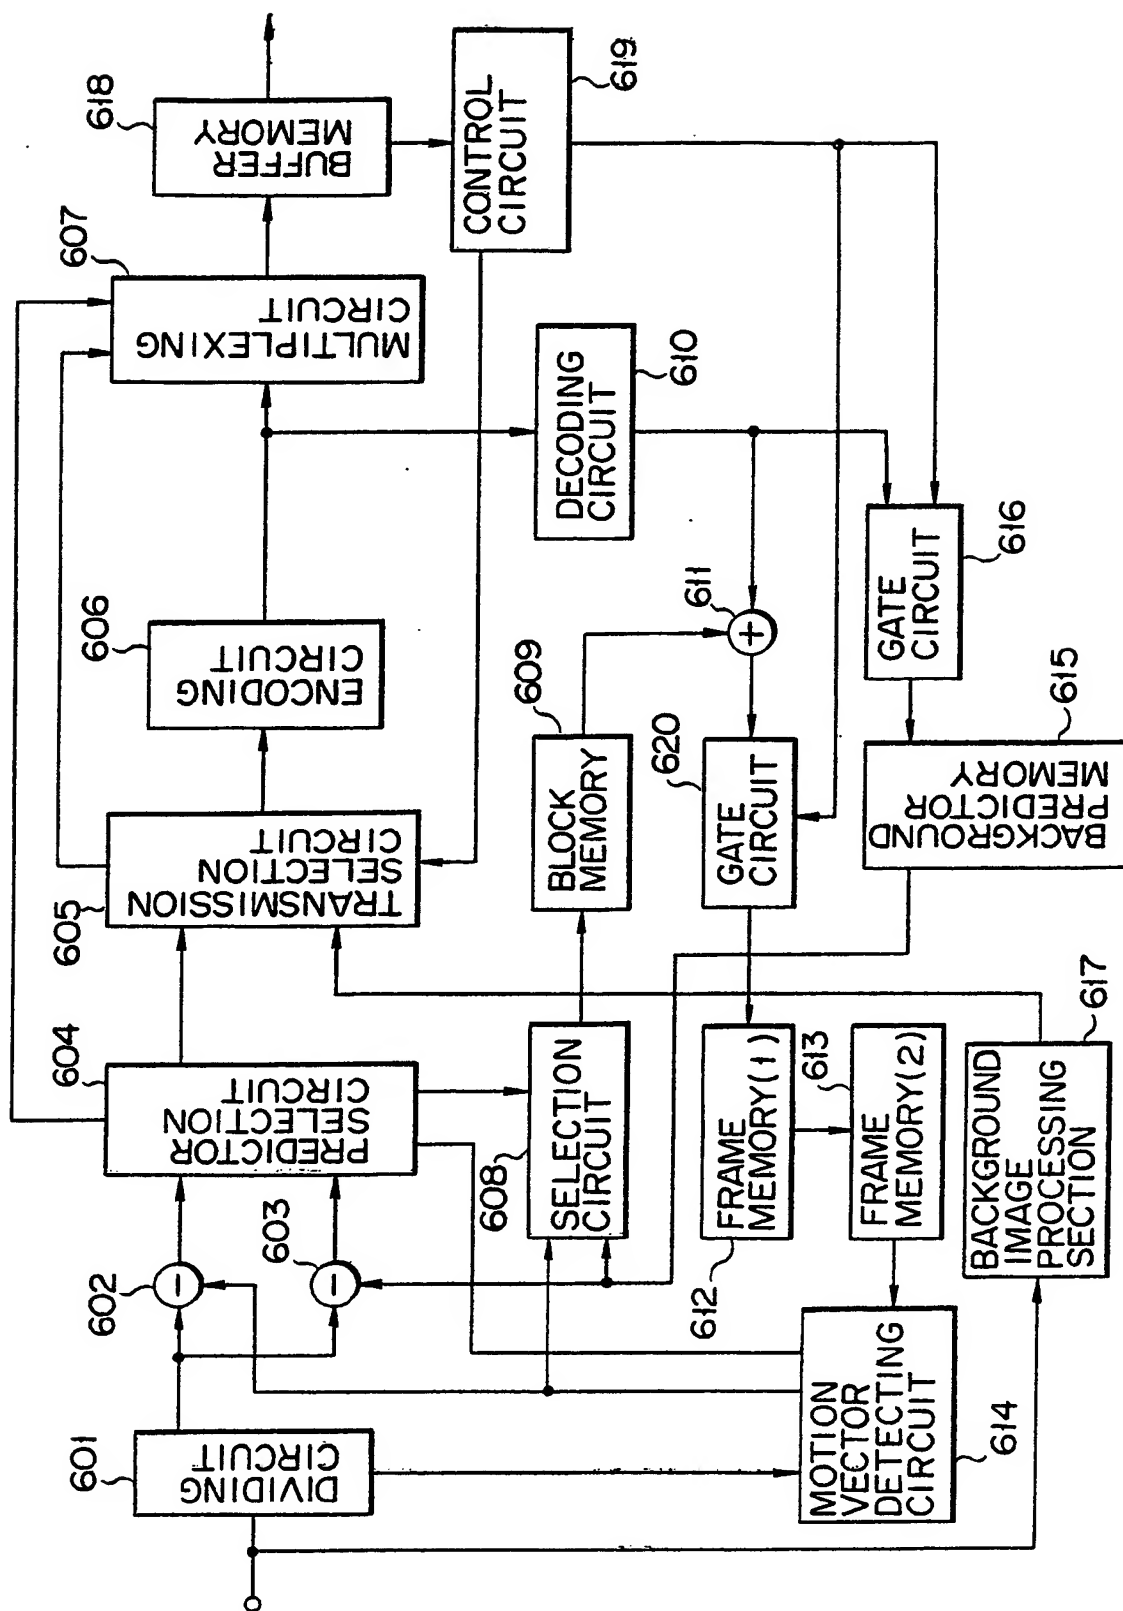 601
DIVIDING
CIRCUIT
602
603
604
PREDICTOR
SELECTION
CIRCUIT
605
TRANSMISSION
SELECTION
CIRCUIT
606
ENCODING
CIRCUIT
607
MULTIPLEXING
CIRCUIT
618
BUFFER
MEMORY
CONTROL
CIRCUIT
619
608
SELECTION
CIRCUIT
BLOCK
MEMORY
609
DECODING
CIRCUIT
610
611
+
620
GATE
CIRCUIT
GATE
CIRCUIT
616
FRAME
MEMORY(1)
612
613
FRAME
MEMORY(2)
MOTION
VECTOR
DETECTING
CIRCUIT
614
BACKGROUND
PREDICTOR
MEMORY
615
BACKGROUND
IMAGE
PROCESSING
SECTION
617